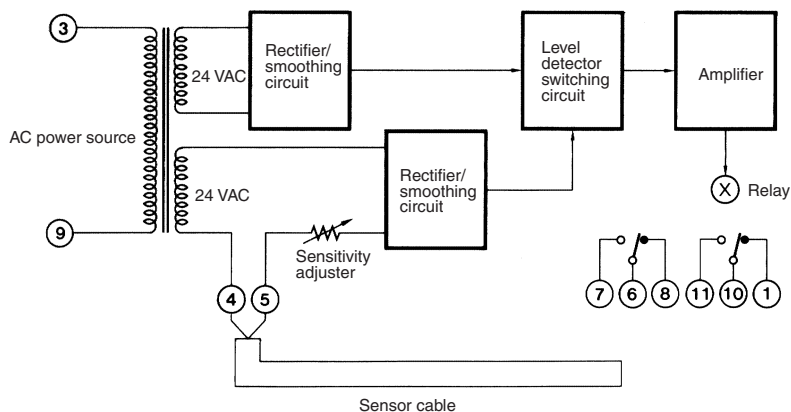 3
Rectifier/
smoothing
circuit
24 VAC
Level
detector
switching
circuit
Amplifier
AC power source
Rectifier/
smoothing
circuit
24 VAC
X
Relay
9
Sensitivity
adjuster
4
5
7
6
8
11
10
1
Sensor cable